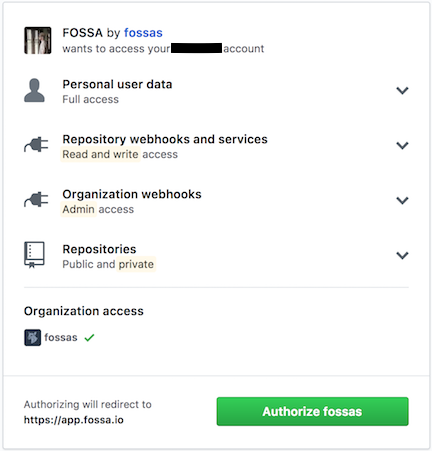 FOSSA by fossas
wants to access your account
Personal user data
Full access
Repository webhooks and services
Read and write access
Organization webhooks
Admin access
Repositories
Public and private
Organization access
fossas
Authorizing will redirect to
https://app.fossa.io
Authorize fossas